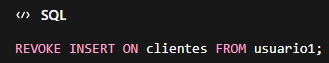 </> SQL
REVOKE INSERT ON clientes FROM usuario1;